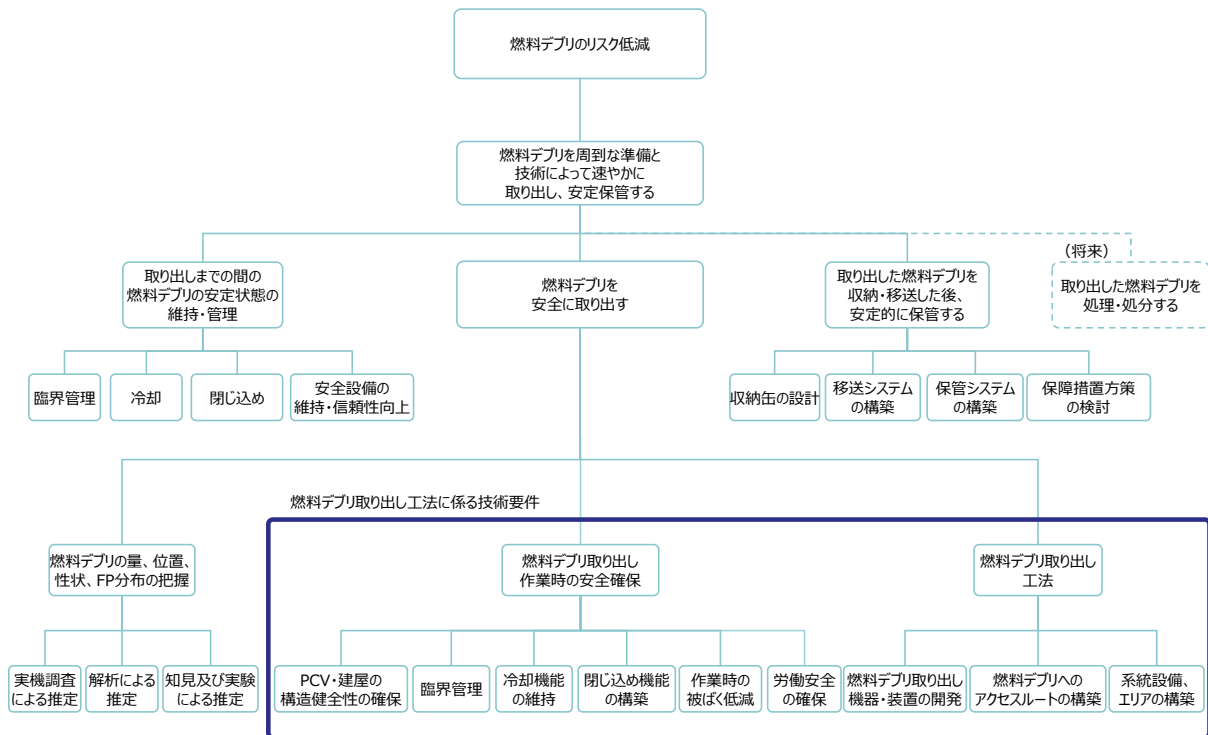 燃料デブリのリスク低減
燃料デブリを周到な準備と
技術によって速やかに
取り出し、安定保管する
取り出しまでの間の
燃料デブリの安定状態の
維持・管理
燃料デブリを
安全に取出す
取り出した燃料デブリを
収納・移送した後、
安定的に保管する
(将来)
取り出した燃料デブリを
処理・処分する
臨界管理
冷却
閉じ込め
安全設備の
維持・信頼性向上
収納缶の設計
移送システム
の構築
保管システム
の構築
保障措置方策
の検討
燃料デブリ取り出し工法に係る技術要件
燃料デブリの量、位置、
性状、FP分布の把握
燃料デブリ取り出し
作業時の安全確保
燃料デブリ取り出し
工法
実機調査
による推定
解析による
推定
知見及び実験
による推定
PCV・建屋の
構造健全性の確保
臨界管理
冷却機能
の維持
閉じ込め機能
の構築
作業時の
被ばく低減
労働安全
の確保
燃料デブリ取り出し
機器・装置の開発
燃料デブリへの
アクセスルートの構築
系統設備、
エリアの構築